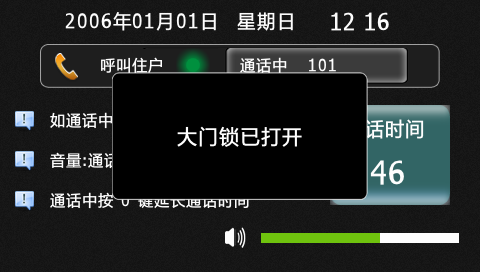 2006年01月01日 星期日 12 16
呼叫住户 通话中 101
如通话中
话时间
大门锁已打开
音量:通话
46
通话中按 0 键延长通话时间